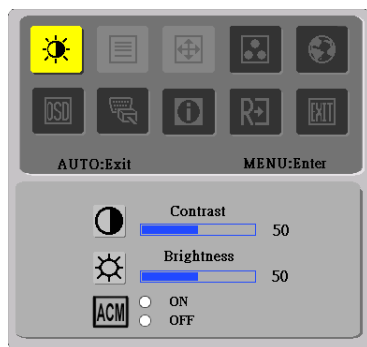 OSD
R
EXIT
AUTO:Exit MENU:Enter
Contrast
50
Brightness
50
ACM ON
OFF